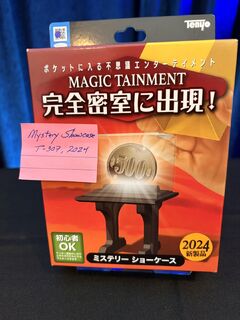 Tenyo
ポケットに入る不思議エンターテイメント
MAGIC TAINMENT
完全密室に出現！
Mystery Showcase
T-307, 2024
500
初心者
OK
2024
新製品
ミステリー ショーケース